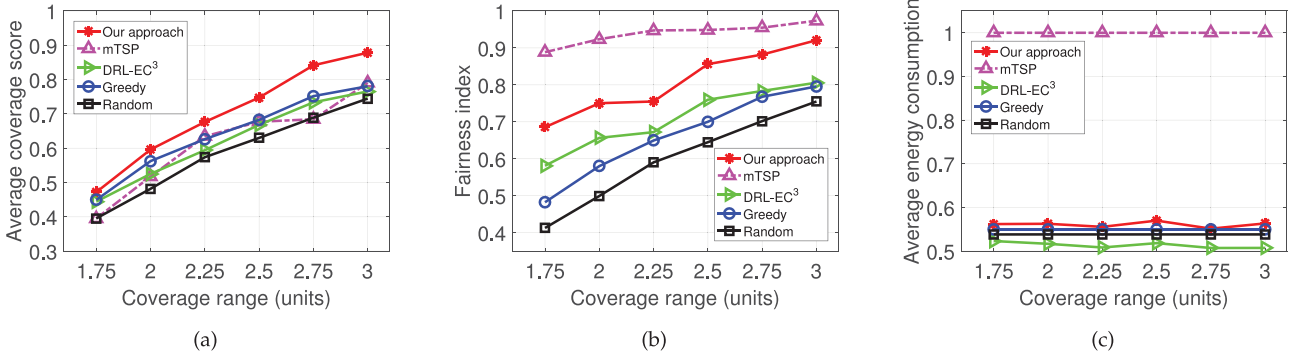 Average coverage score
1
0.9
0.8
0.7
0.6
0.5
0.4
0.3
Our approach
mTSP
DRL-EC³
Greedy
Random
1.75 2 2.25 2.5 2.75 3
Coverage range (units)
(a)
Fairness index
1
0.9
0.8
0.7
0.6
0.5
0.4
Our approach
mTSP
DRL-EC³
Greedy
Random
1.75 2 2.25 2.5 2.75 3
Coverage range (units)
(b)
Average energy consumption
1
0.9
0.8
0.7
0.6
0.5
Our approach
mTSP
DRL-EC³
Greedy
Random
1.75 2 2.25 2.5 2.75 3
Coverage range (units)
(c)